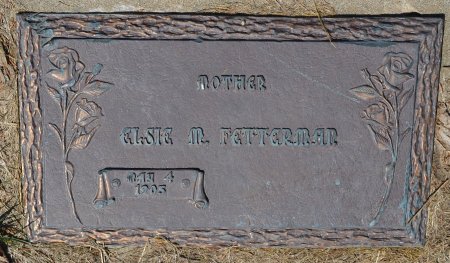 MOTHER
ELSIE M. FETTERMAN
MAY 4
1903